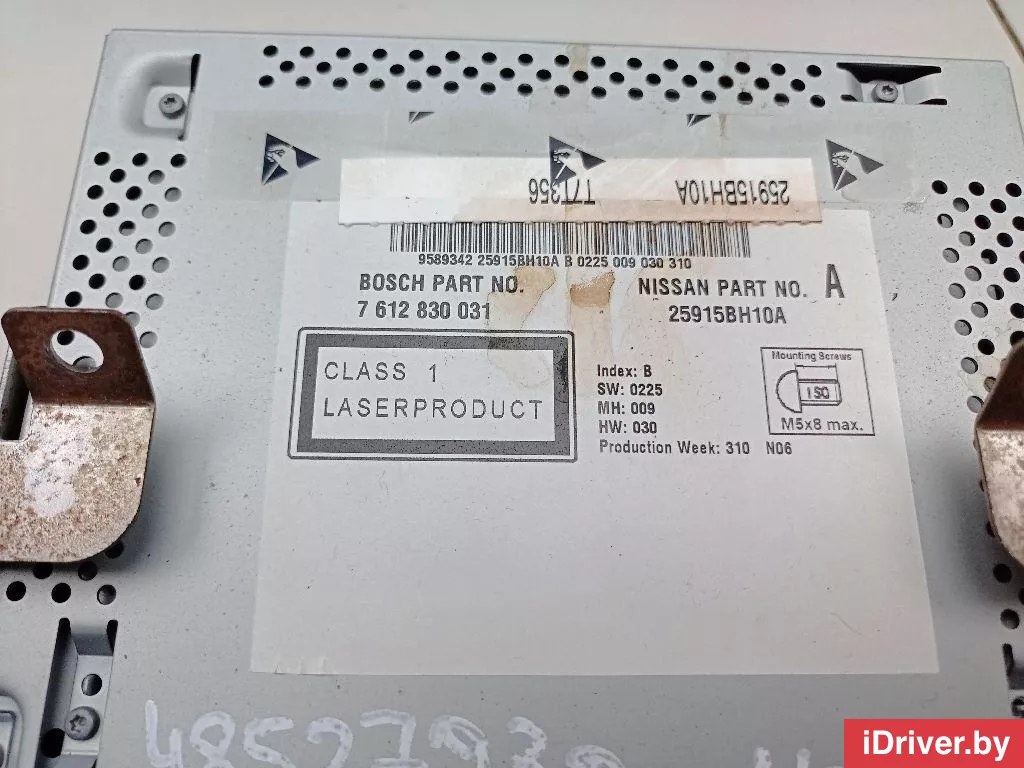 T7T356 25915BH10A
9589342 25915BH10A B 0225 009 030 310
BOSCH PART NO.
7 612 830 031
NISSAN PART NO. A
25915BH10A
CLASS 1
LASERPRODUCT
Index: B
SW: 0225
MH: 009
HW: 030
Production Week: 310 N06
Mounting Screws
ISO
M5x8 max.
iDriver.by